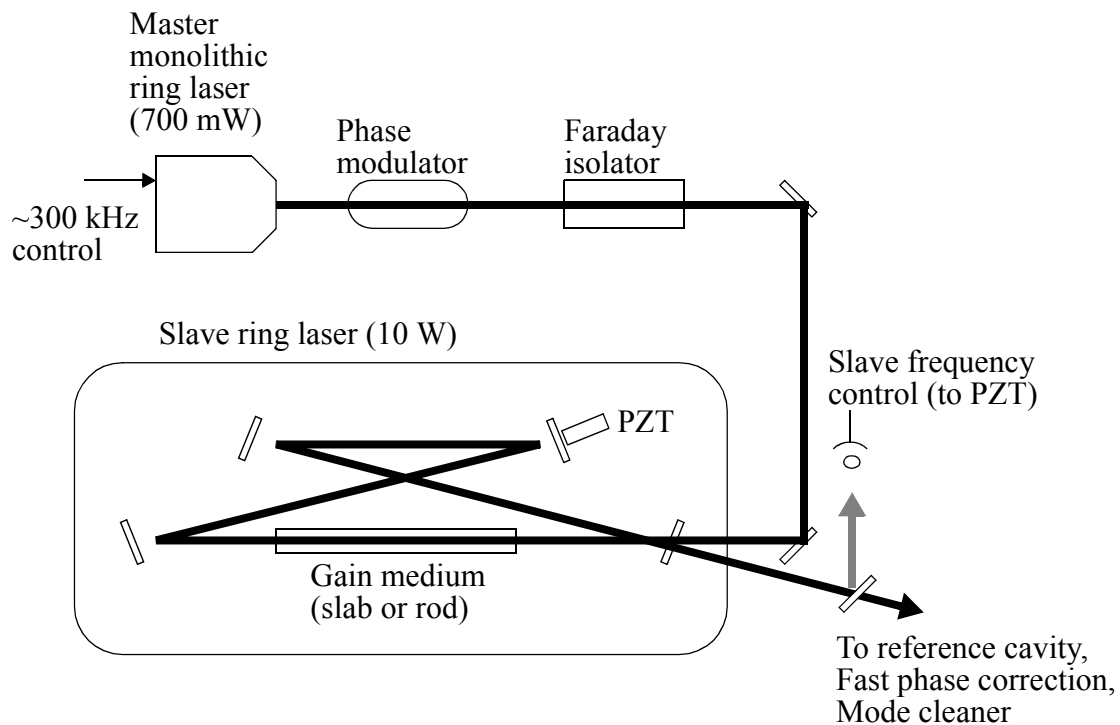 Master
monolithic
ring laser
(700 mW)
Phase
modulator
Faraday
isolator
~300 kHz
control
Slave ring laser (10 W)
Slave frequency
control (to PZT)
PZT
Gain medium
(slab or rod)
To reference cavity,
Fast phase correction,
Mode cleaner